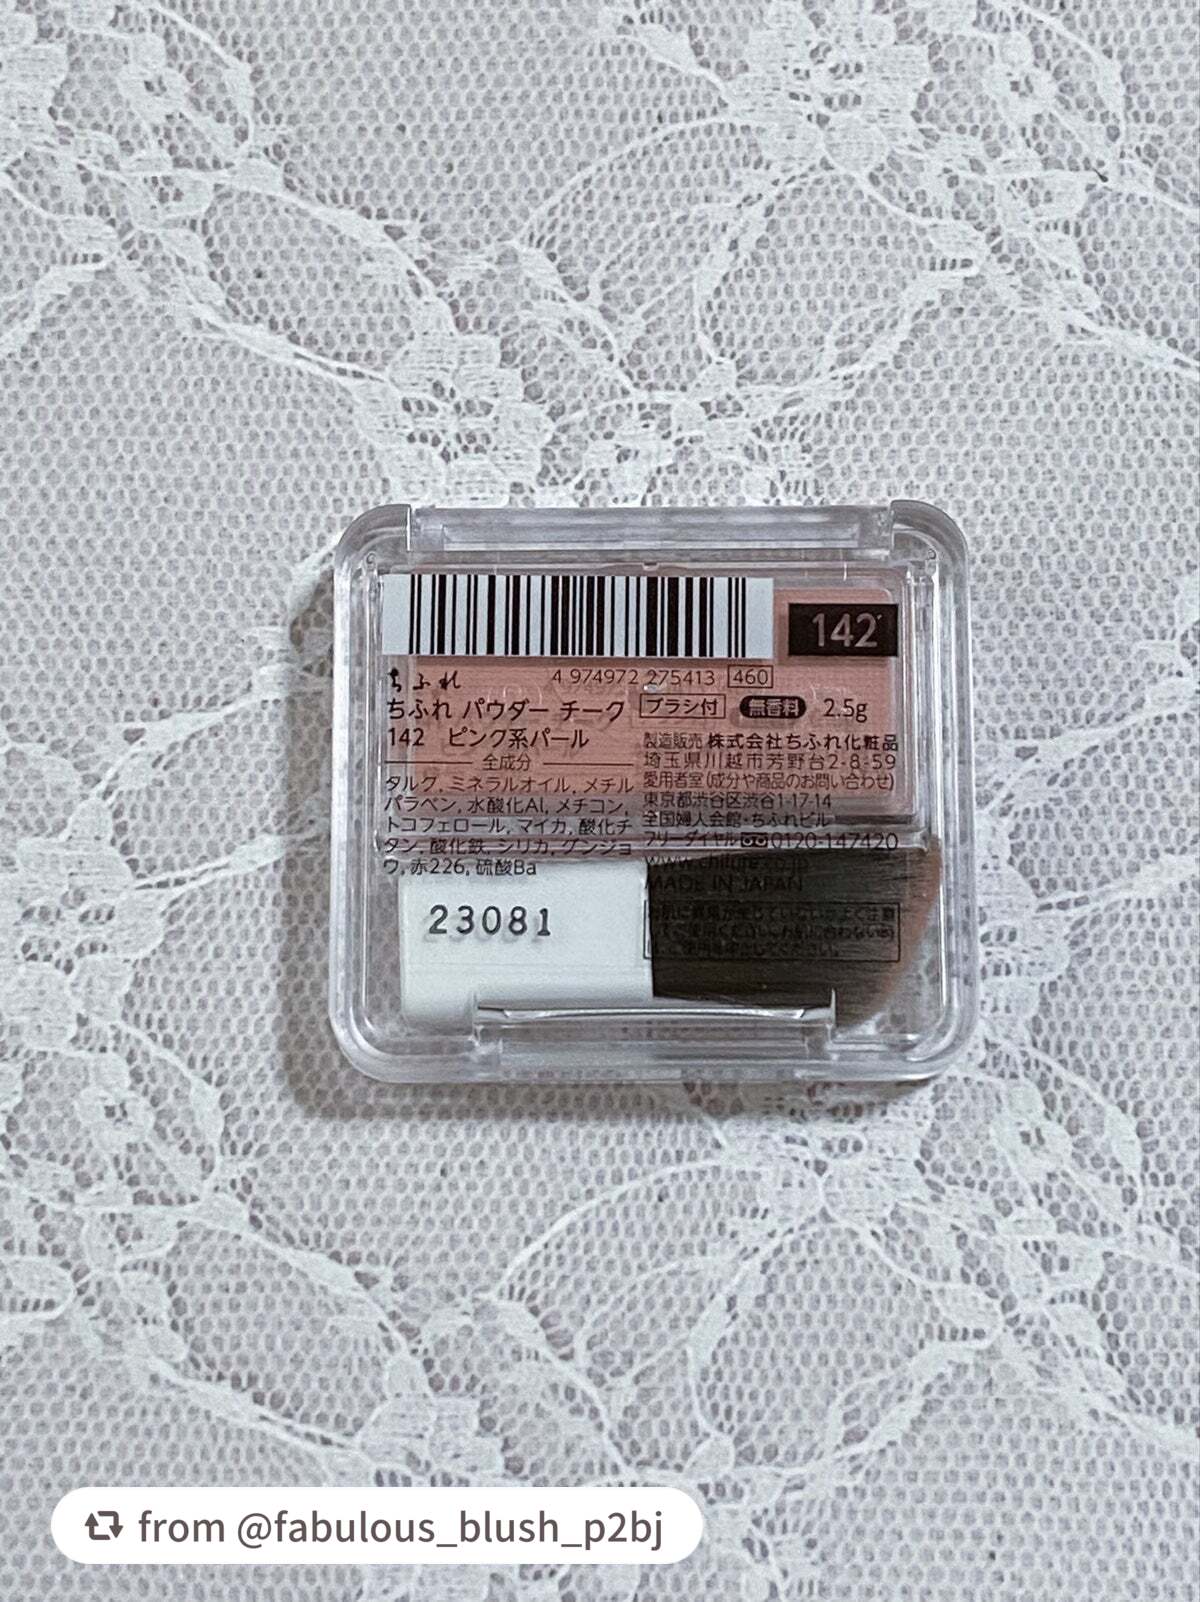 142
4 974972 275413 460
ちふれ
ちふれ パウダー チーク ブラシ付 無香料 2.5g
142 ピンク系パール
全成分
タルク, ミネラルオイル, メチル
パラベン, 水酸化Al, メチコン,
トコフェロール, マイカ, 酸化チ
タン, 酸化鉄, シリカ, グンジョ
ウ, 赤226, 硫酸Ba
製造販売 株式会社ちふれ化粧品
埼玉県川越市芳野台2-8-59
愛用者室(成分や商品のお問い合わせ)
東京都渋谷区渋谷1-17-14
全国婦人会館・ちふれビル
フリーダイヤル 0120-147420
www.chifure.co.jp
MADE IN JAPAN
23081
from @fabulous_blush_p2bj